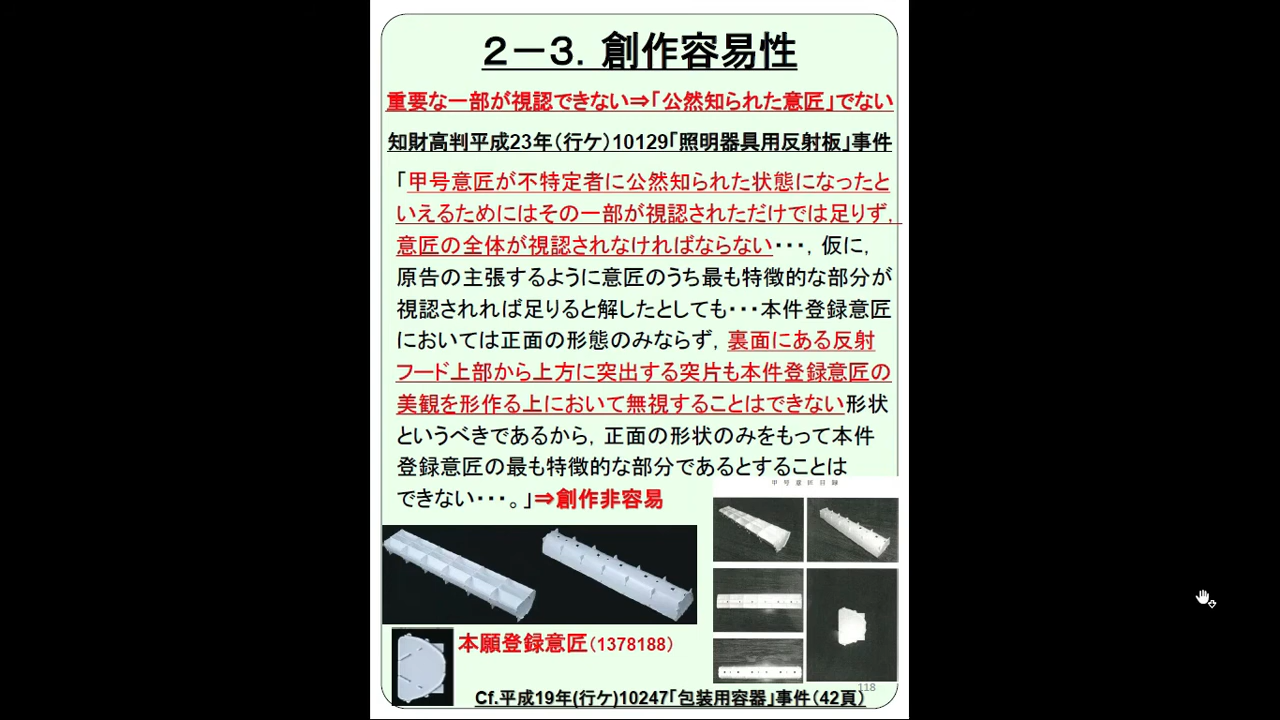 ２－３．創作容易性
重要な一部が視認できない⇒「公然知られた意匠」でない
知財高判平成23年（行ケ）10129「照明器具用反射板」事件
「甲号意匠が不特定者に公然知られた状態になったと
いえるためにはその一部が視認されただけでは足りず，
意匠の全体が視認されなければならない・・・，仮に，
原告の主張するように意匠のうち最も特徴的な部分が
視認されれば足りると解したとしても・・・本件登録意匠
においては正面の形態のみならず，裏面にある反射
フード上部から上方に突出する突片も本件登録意匠の
美観を形作る上において無視することはできない形状
というべきであるから，正面の形状のみをもって本件
登録意匠の最も特徴的な部分であるとすることは
できない・・・。」⇒創作非容易
甲号意匠目録
本願登録意匠（1378188）
118
Cf.平成19年(行ケ)10247「包装用容器」事件（42頁）